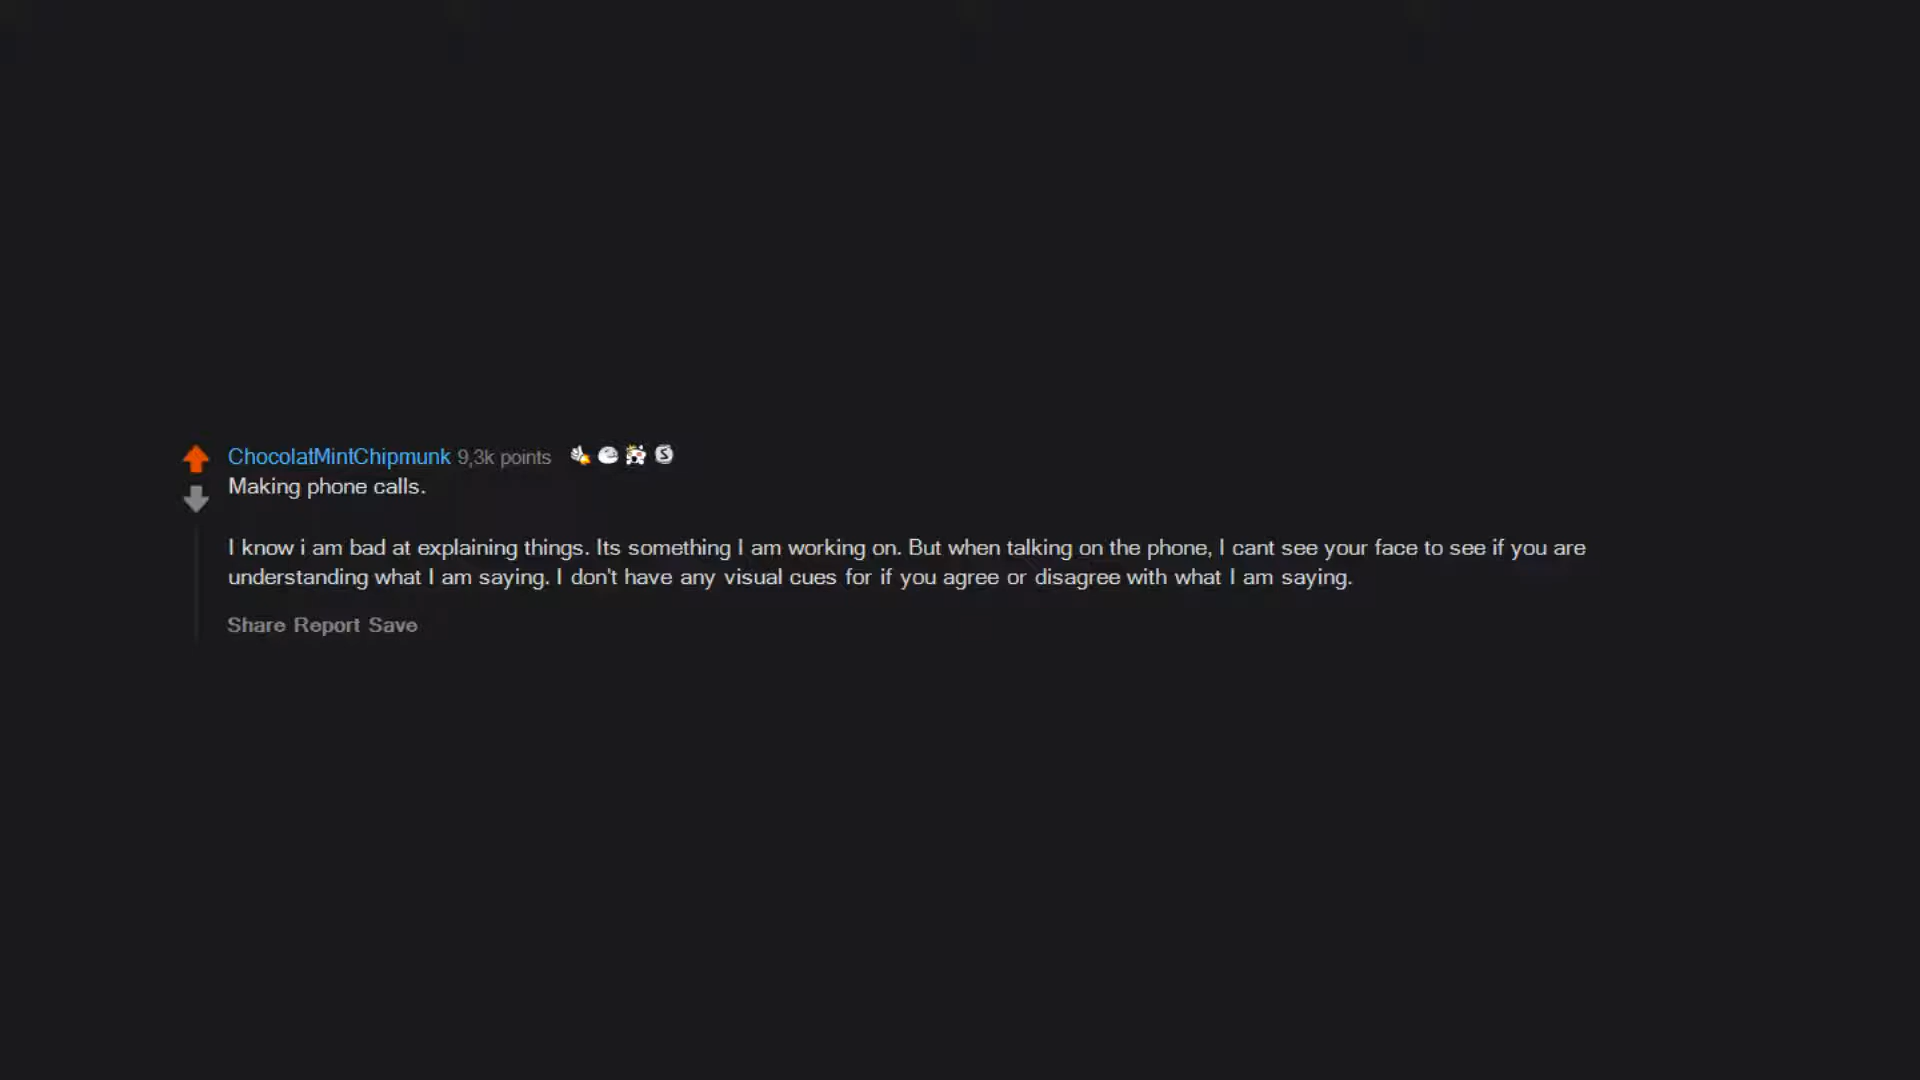 ChocolatMintChipmunk 9,3k points
Making phone calls.
I know i am bad at explaining things. Its something I am working on. But when talking on the phone, I cant see your face to see if you are
understanding what I am saying. I don't have any visual cues for if you agree or disagree with what I am saying.
Share Report Save